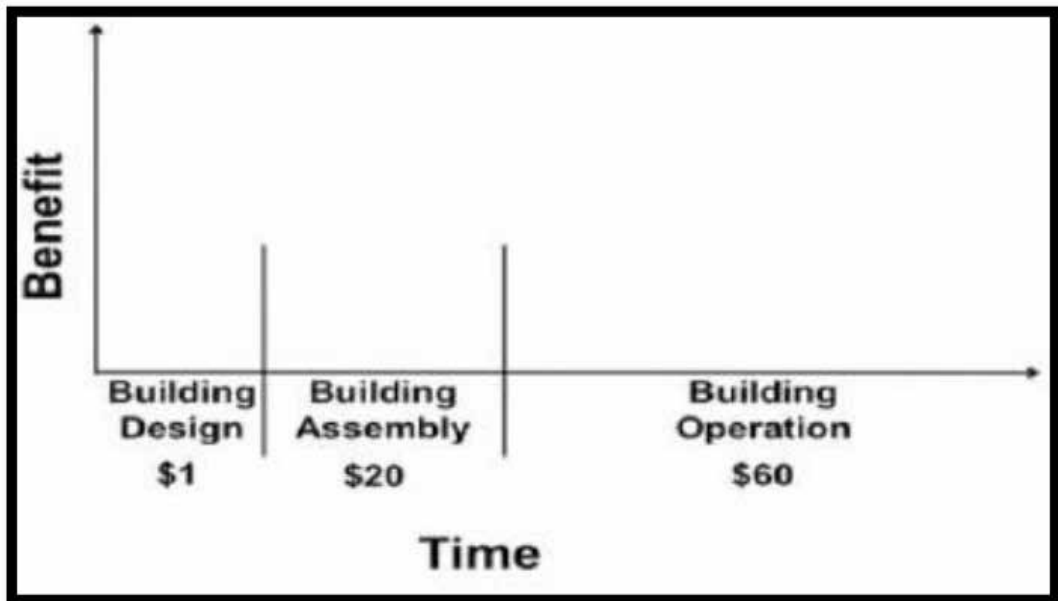 Benefit
Building
Design
$1
Building
Assembly
$20
Building
Operation
$60
Time